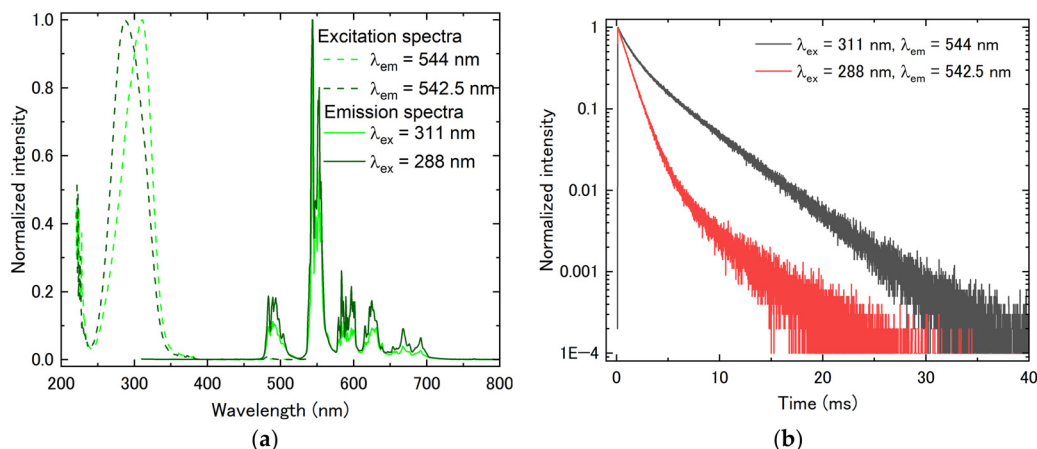 Excitation spectra
λem = 544 nm
λem = 542.5 nm
Emission spectra
λex = 311 nm
λex = 288 nm
Normalized intensity
1.0
0.8
0.6
0.4
0.2
0.0
200 300 400 500 600 700 800
Wavelength (nm)
(a)
λex = 311 nm, λem = 544 nm
λex = 288 nm, λem = 542.5 nm
Normalized intensity
1
0.1
0.01
0.001
1E−4
0 10 20 30 40
Time (ms)
(b)